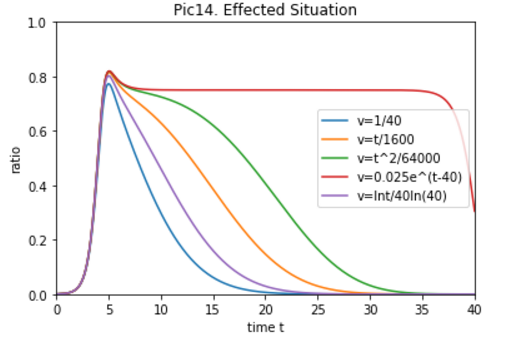 Pic14. Effected Situation
1.0
0.8
0.6
0.4
0.2
0.0
ratio
v=1/40
v=t/1600
v=t^2/64000
v=0.025e^(t-40)
v=lnt/40ln(40)
0 5 10 15 20 25 30 35 40
time t